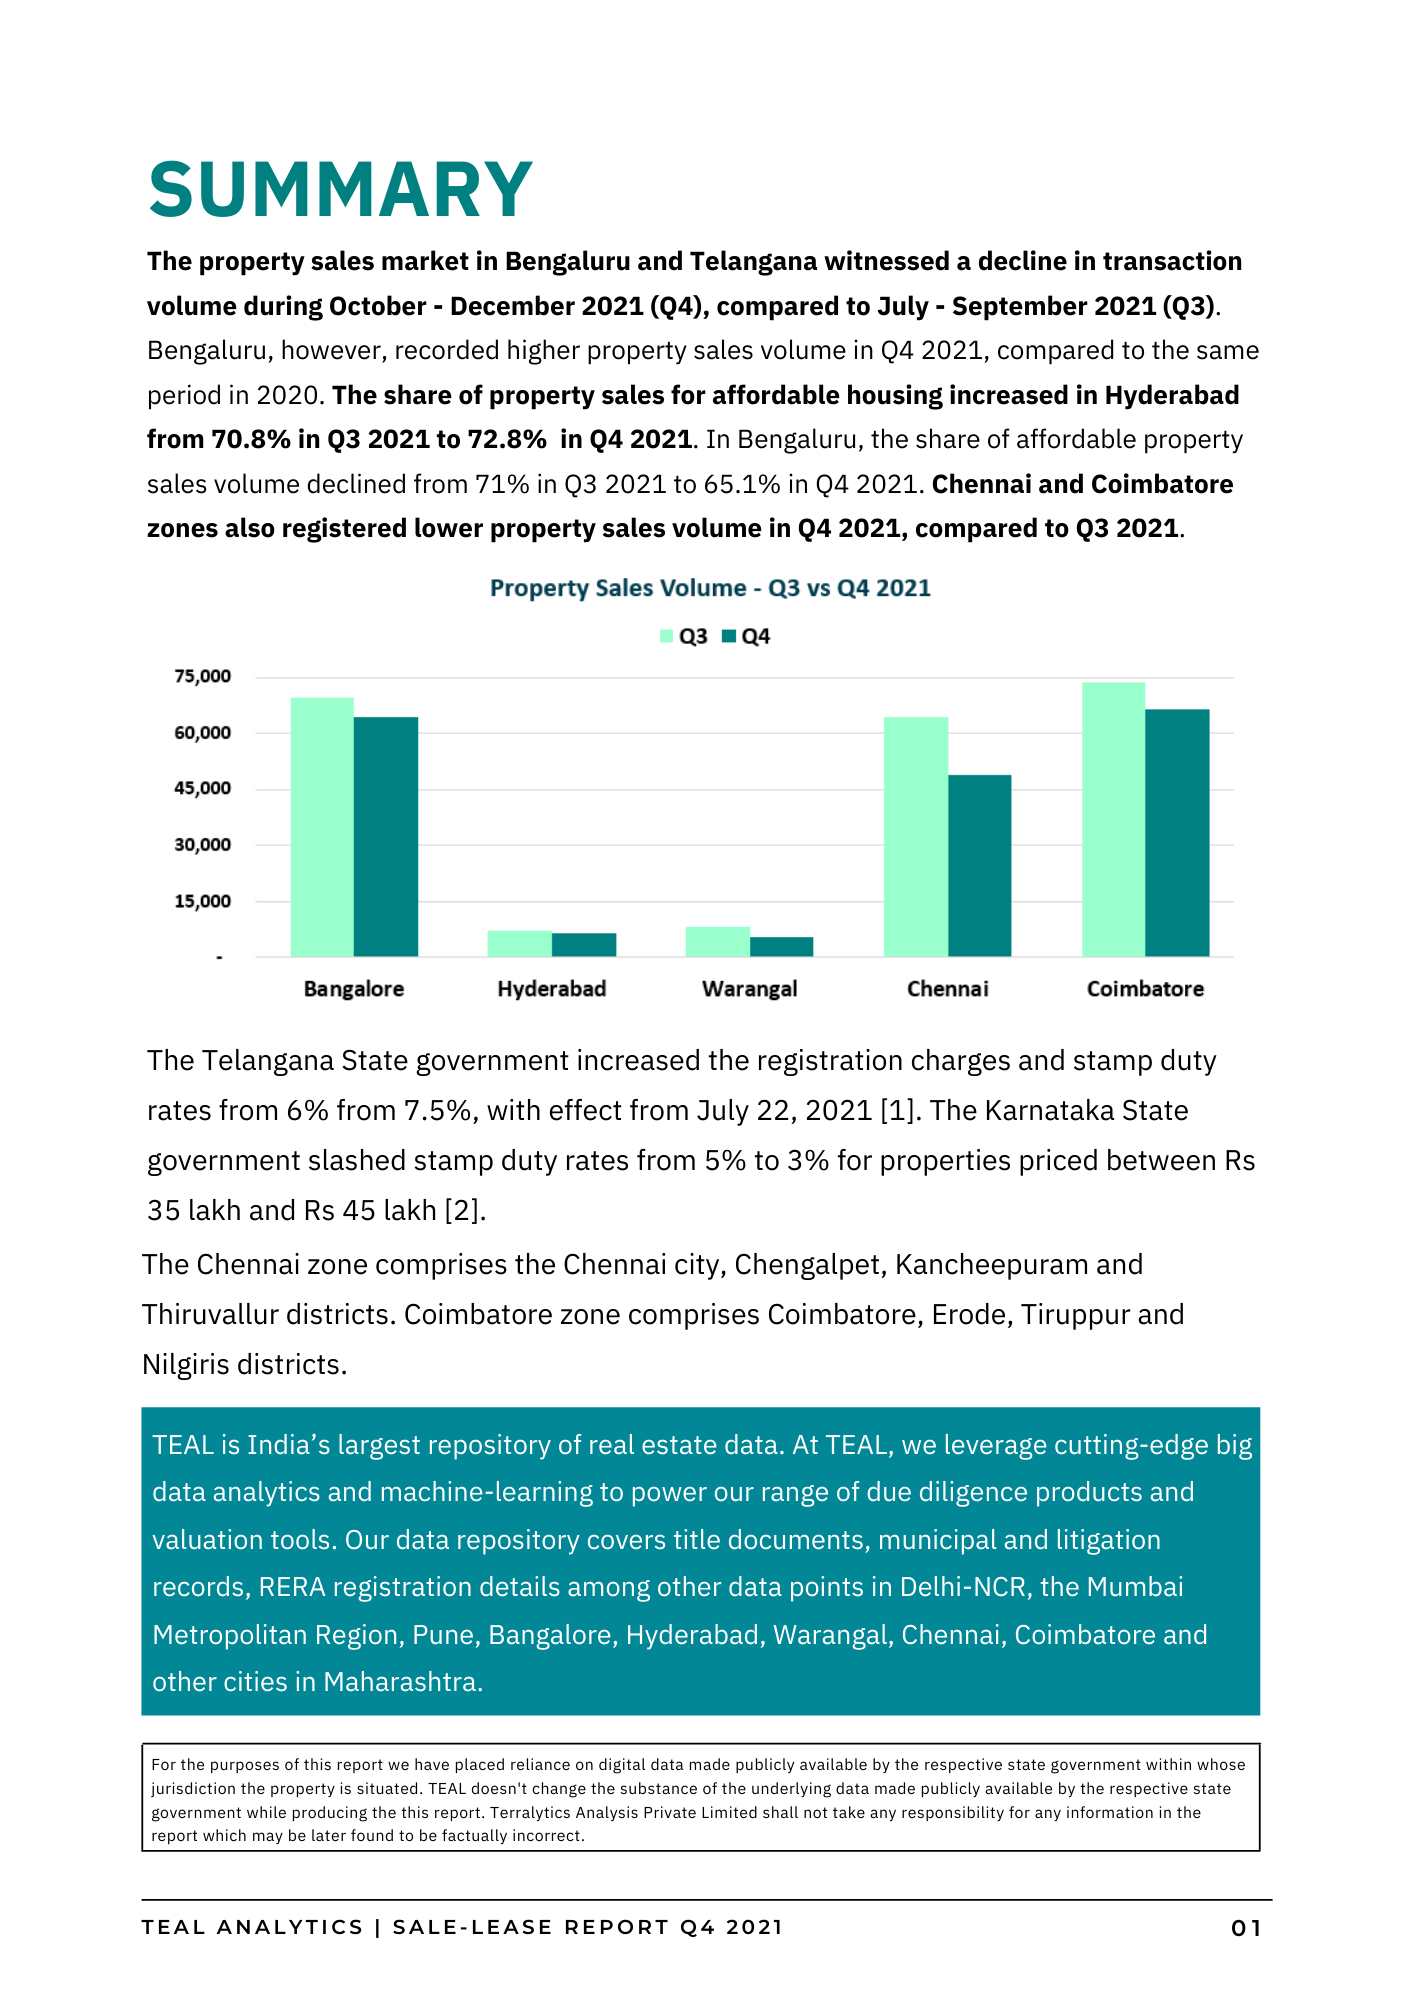 SUMMARY
The property sales market in Bengaluru and Telangana witnessed a decline in transaction
volume during October - December 2021 (Q4), compared to July - September 2021 (Q3).
Bengaluru, however, recorded higher property sales volume in Q4 2021, compared to the same
period in 2020. The share of property sales for affordable housing increased in Hyderabad
from 70.8% in Q3 2021 to 72.8%  in Q4 2021. In Bengaluru, the share of affordable property
sales volume declined from 71% in Q3 2021 to 65.1% in Q4 2021. Chennai and Coimbatore
zones also registered lower property sales volume in Q4 2021, compared to Q3 2021.
Property Sales Volume - Q3 vs Q4 2021
Q3 Q4
75,000
60,000
45,000
30,000
15,000
-
Bangalore Hyderabad Warangal Chennai Coimbatore
The Telangana State government increased the registration charges and stamp duty
rates from 6% from 7.5%, with effect from July 22, 2021 [1]. The Karnataka State
government slashed stamp duty rates from 5% to 3% for properties priced between Rs
35 lakh and Rs 45 lakh [2].
The Chennai zone comprises the Chennai city, Chengalpet, Kancheepuram and
Thiruvallur districts. Coimbatore zone comprises Coimbatore, Erode, Tiruppur and
Nilgiris districts.
TEAL is India’s largest repository of real estate data. At TEAL, we leverage cutting-edge big
data analytics and machine-learning to power our range of due diligence products and
valuation tools. Our data repository covers title documents, municipal and litigation
records, RERA registration details among other data points in Delhi-NCR, the Mumbai
Metropolitan Region, Pune, Bangalore, Hyderabad, Warangal, Chennai, Coimbatore and
other cities in Maharashtra.
For the purposes of this report we have placed reliance on digital data made publicly available by the respective state government within whose
jurisdiction the property is situated. TEAL doesn't change the substance of the underlying data made publicly available by the respective state
government while producing the this report. Terralytics Analysis Private Limited shall not take any responsibility for any information in the
report which may be later found to be factually incorrect.
TEAL ANALYTICS | SALE-LEASE REPORT Q4 2021 01